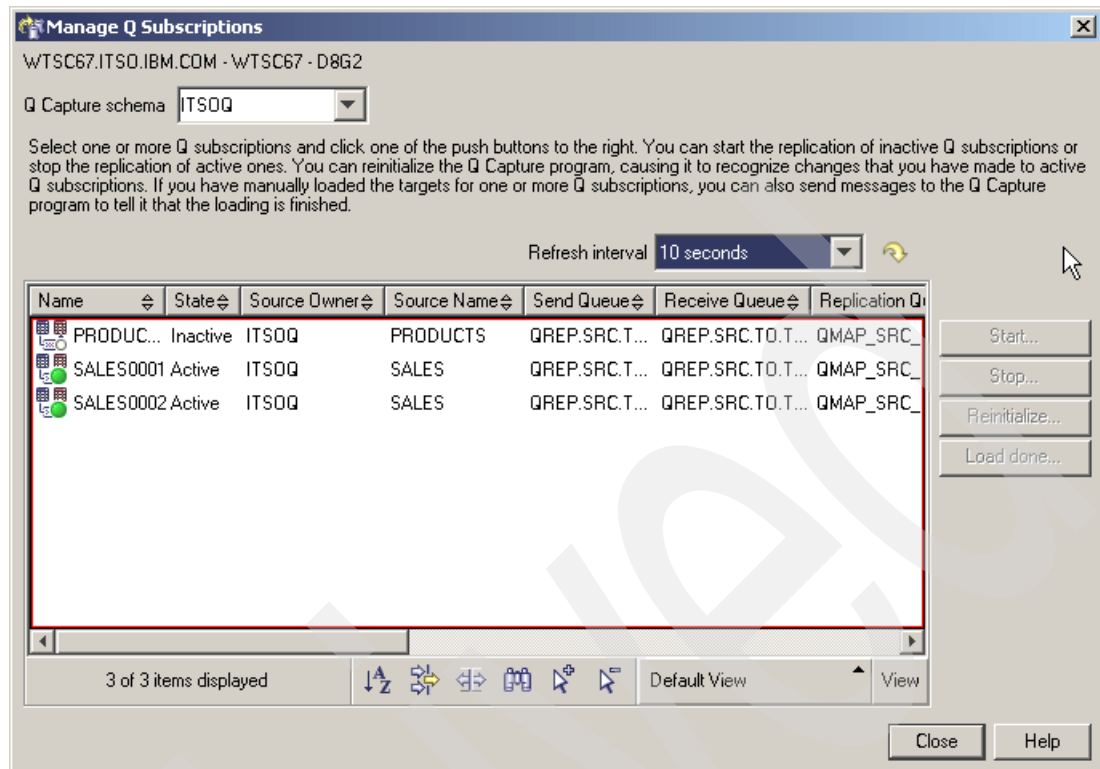 Manage Q Subscriptions
WTSC67.ITSO.IBM.COM - WTSC67 - D8G2
Q Capture schema ITSOQ
Select one or more Q subscriptions and click one of the push buttons to the right. You can start the replication of inactive Q subscriptions or
stop the replication of active ones. You can reinitialize the Q Capture program, causing it to recognize changes that you have made to active
Q subscriptions. If you have manually loaded the targets for one or more Q subscriptions, you can also send messages to the Q Capture
program to tell it that the loading is finished.
Refresh interval 10 seconds
Name State Source Owner Source Name Send Queue Receive Queue Replication Qu
PRODUC... Inactive ITSOQ PRODUCTS QREP.SRC.T... QREP.SRC.TO.T... QMAP_SRC_
SALES0001 Active ITSOQ SALES QREP.SRC.T... QREP.SRC.TO.T... QMAP_SRC_
SALES0002 Active ITSOQ SALES QREP.SRC.T... QREP.SRC.TO.T... QMAP_SRC_
Start...
Stop...
Reinitialize...
Load done...
3 of 3 items displayed Default View View
Close Help